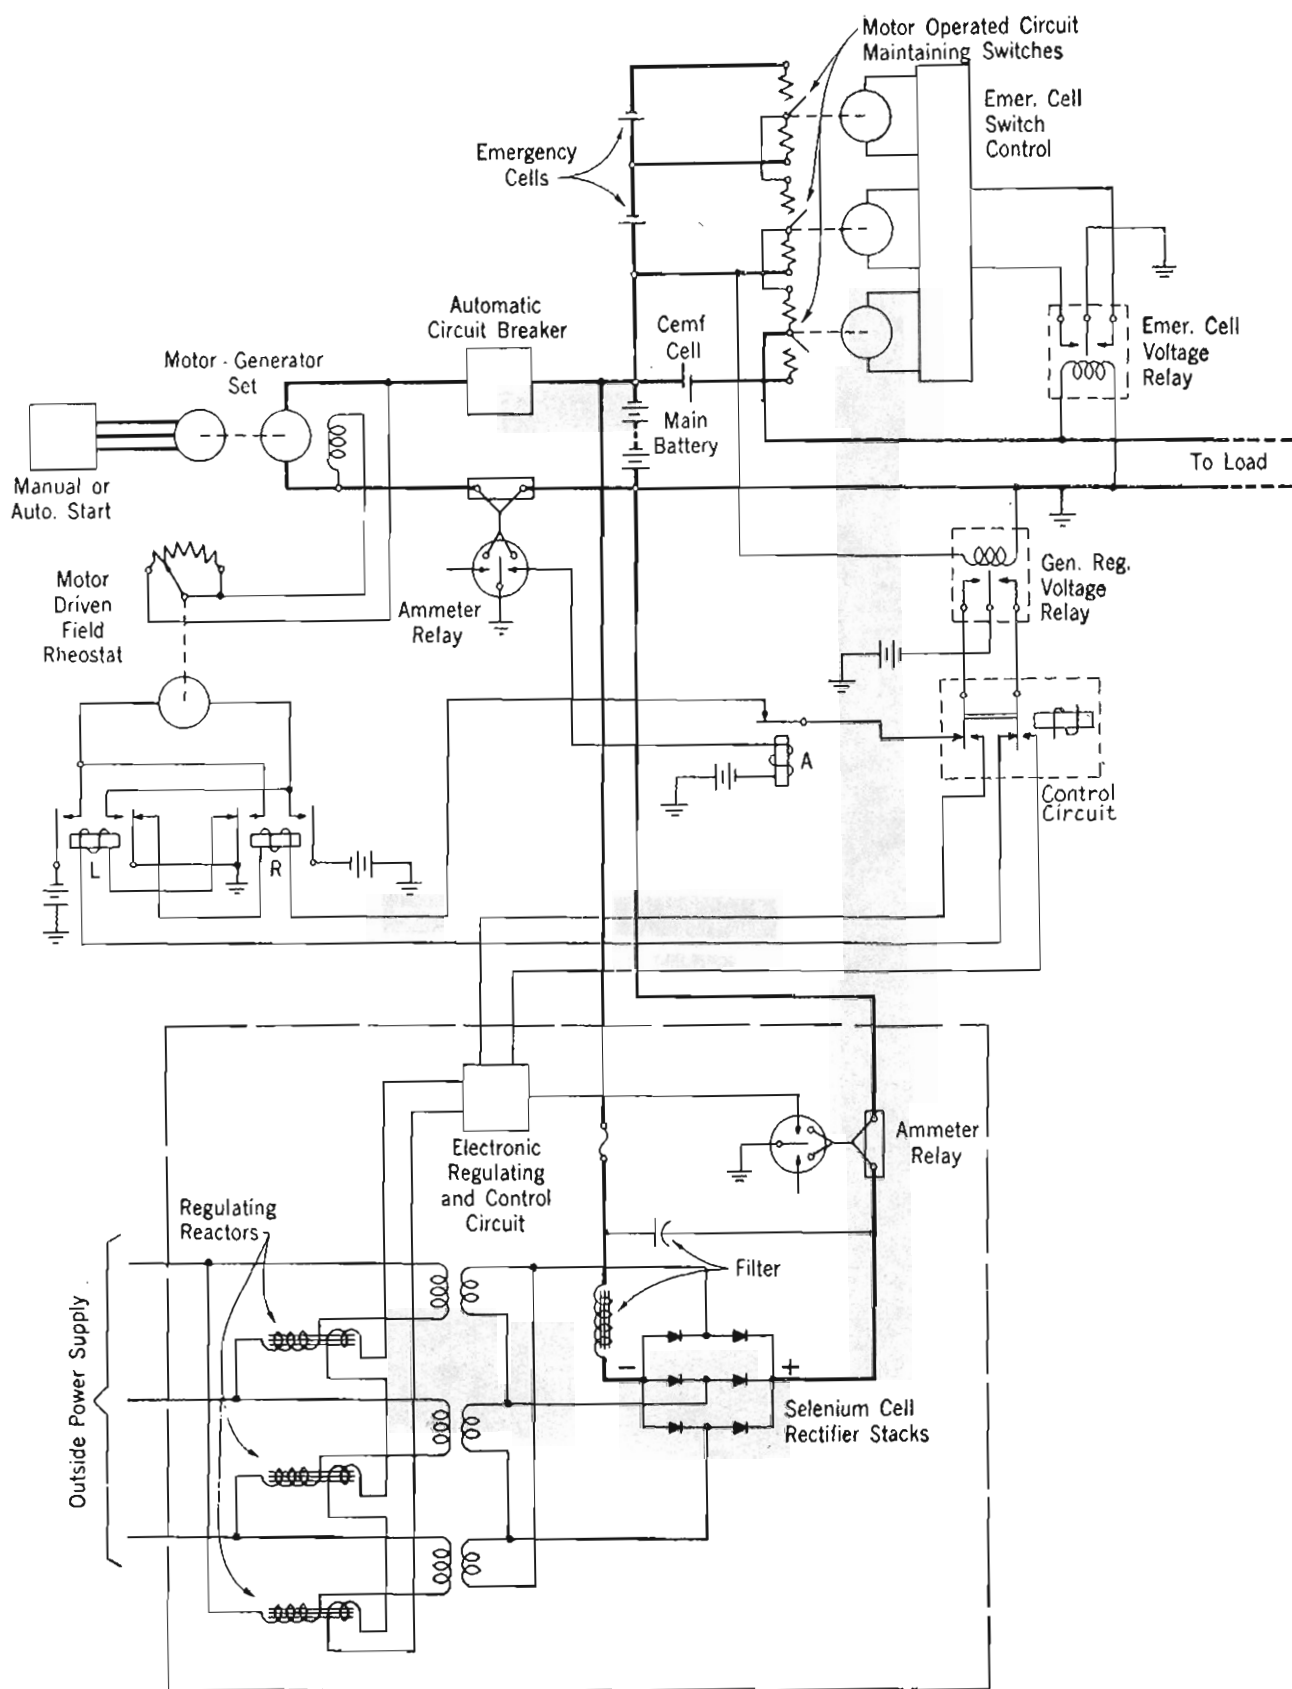 Motor Operated Circuit
Maintaining Switches
Emer. Cell
Switch
Control
Emergency
Cells
Automatic
Circuit Breaker
Cemf
Cell
Emer. Cell
Voltage
Relay
Motor - Generator
Set
Main
Battery
To Load
Manual or
Auto. Start
Motor
Driven
Field
Rheostat
Ammeter
Relay
Gen. Reg.
Voltage
Relay
A
Control
Circuit
L
R
Electronic
Regulating
and Control
Circuit
Ammeter
Relay
Regulating
Reactors
Filter
Outside Power Supply
−
+
Selenium Cell
Rectifier Stacks